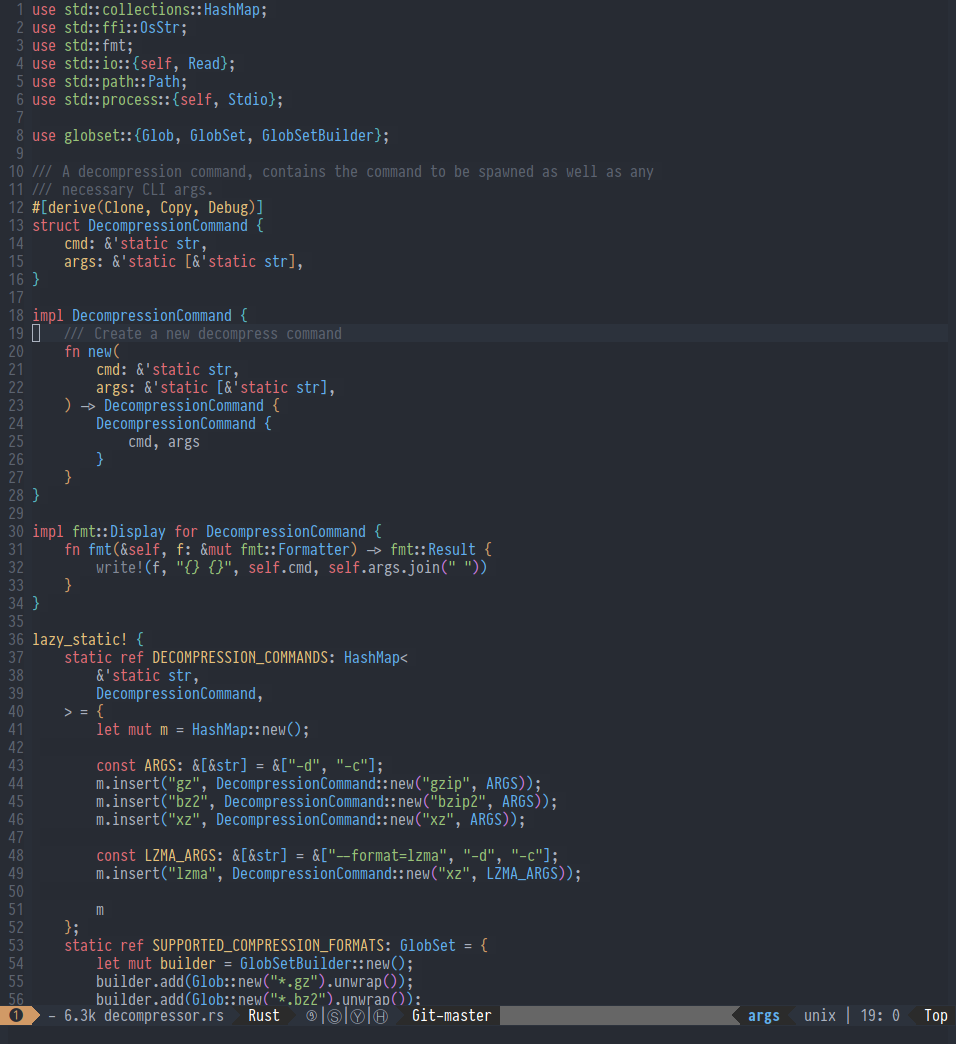 1 use std::collections::HashMap;
2 use std::ffi::OsStr;
3 use std::fmt;
4 use std::io::{self, Read};
5 use std::path::Path;
6 use std::process::{self, Stdio};
7
8 use globset::{Glob, GlobSet, GlobSetBuilder};
9
10 /// A decompression command, contains the command to be spawned as well as any
11 /// necessary CLI args.
12 #[derive(Clone, Copy, Debug)]
13 struct DecompressionCommand {
14     cmd: &'static str,
15     args: &'static [&'static str],
16 }
17
18 impl DecompressionCommand {
19     /// Create a new decompress command
20     fn new(
21         cmd: &'static str,
22         args: &'static [&'static str],
23     ) -> DecompressionCommand {
24         DecompressionCommand {
25             cmd, args
26         }
27     }
28 }
29
30 impl fmt::Display for DecompressionCommand {
31     fn fmt(&self, f: &mut fmt::Formatter) -> fmt::Result {
32         write!(f, "{} {}", self.cmd, self.args.join(" "))
33     }
34 }
35
36 lazy_static! {
37     static ref DECOMPRESSION_COMMANDS: HashMap<
38         &'static str,
39         DecompressionCommand,
40     > = {
41         let mut m = HashMap::new();
42
43         const ARGS: &[&str] = &["-d", "-c"];
44         m.insert("gz", DecompressionCommand::new("gzip", ARGS));
45         m.insert("bz2", DecompressionCommand::new("bzip2", ARGS));
46         m.insert("xz", DecompressionCommand::new("xz", ARGS));
47
48         const LZMA_ARGS: &[&str] = &["--format=lzma", "-d", "-c"];
49         m.insert("lzma", DecompressionCommand::new("xz", LZMA_ARGS));
50
51         m
52     };
53     static ref SUPPORTED_COMPRESSION_FORMATS: GlobSet = {
54         let mut builder = GlobSetBuilder::new();
55         builder.add(Glob::new("*.gz").unwrap());
56         builder.add(Glob::new("*.bz2").unwrap());
❶ - 6.3k decompressor.rs Rust ⑨|Ⓢ|Ⓨ|Ⓗ Git-master args unix | 19: 0 Top